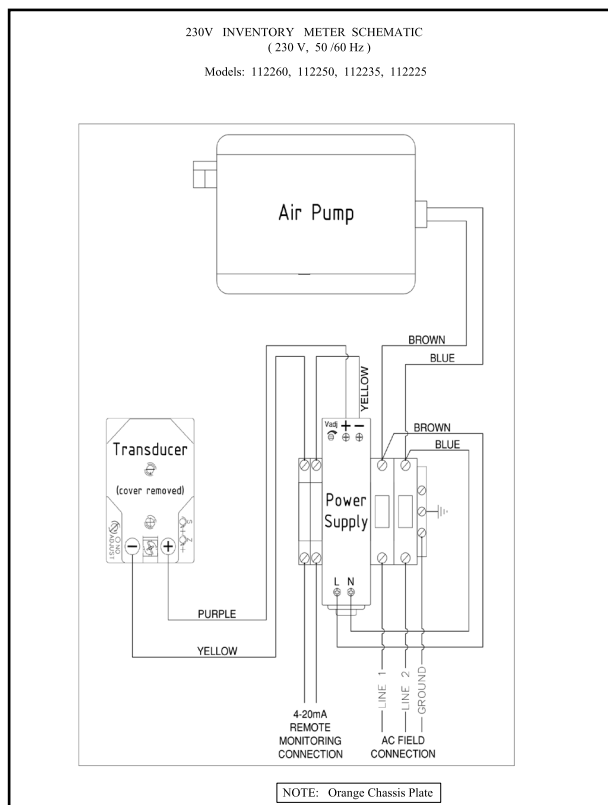 230V INVENTORY METER SCHEMATIC
( 230 V, 50 /60 Hz )
Models: 112260, 112250, 112235, 112225
Air Pump
BROWN
BLUE
YELLOW
BROWN
BLUE
Vadj + −
Transducer
(cover removed)
Power
Supply
S
Z
− +
ADJUST
L N
PURPLE
YELLOW
LINE 1
LINE 2
GROUND
4-20mA
REMOTE
MONITORING
CONNECTION
AC FIELD
CONNECTION
NOTE: Orange Chassis Plate